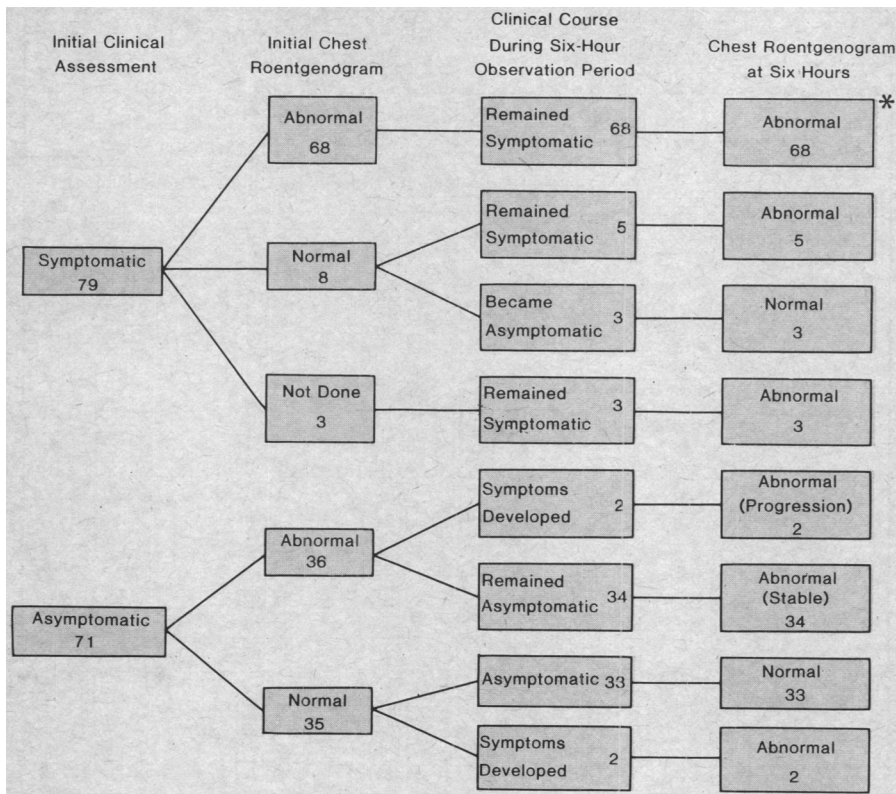 Initial Clinical
Assessment
Initial Chest
Roentgenogram
Clinical Course
During Six-Hour
Observation Period
Chest Roentgenogram
at Six Hours
*
Symptomatic
79
Abnormal
68
Remained
Symptomatic 68
Abnormal
68
Normal
8
Remained
Symptomatic 5
Abnormal
5
Became
Asymptomatic 3
Normal
3
Not Done
3
Remained
Symptomatic 3
Abnormal
3
Asymptomatic
71
Abnormal
36
Symptoms
Developed 2
Abnormal
(Progression)
2
Remained
Asymptomatic 34
Abnormal
(Stable)
34
Normal
35
Asymptomatic 33
Normal
33
Symptoms
Developed 2
Abnormal
2